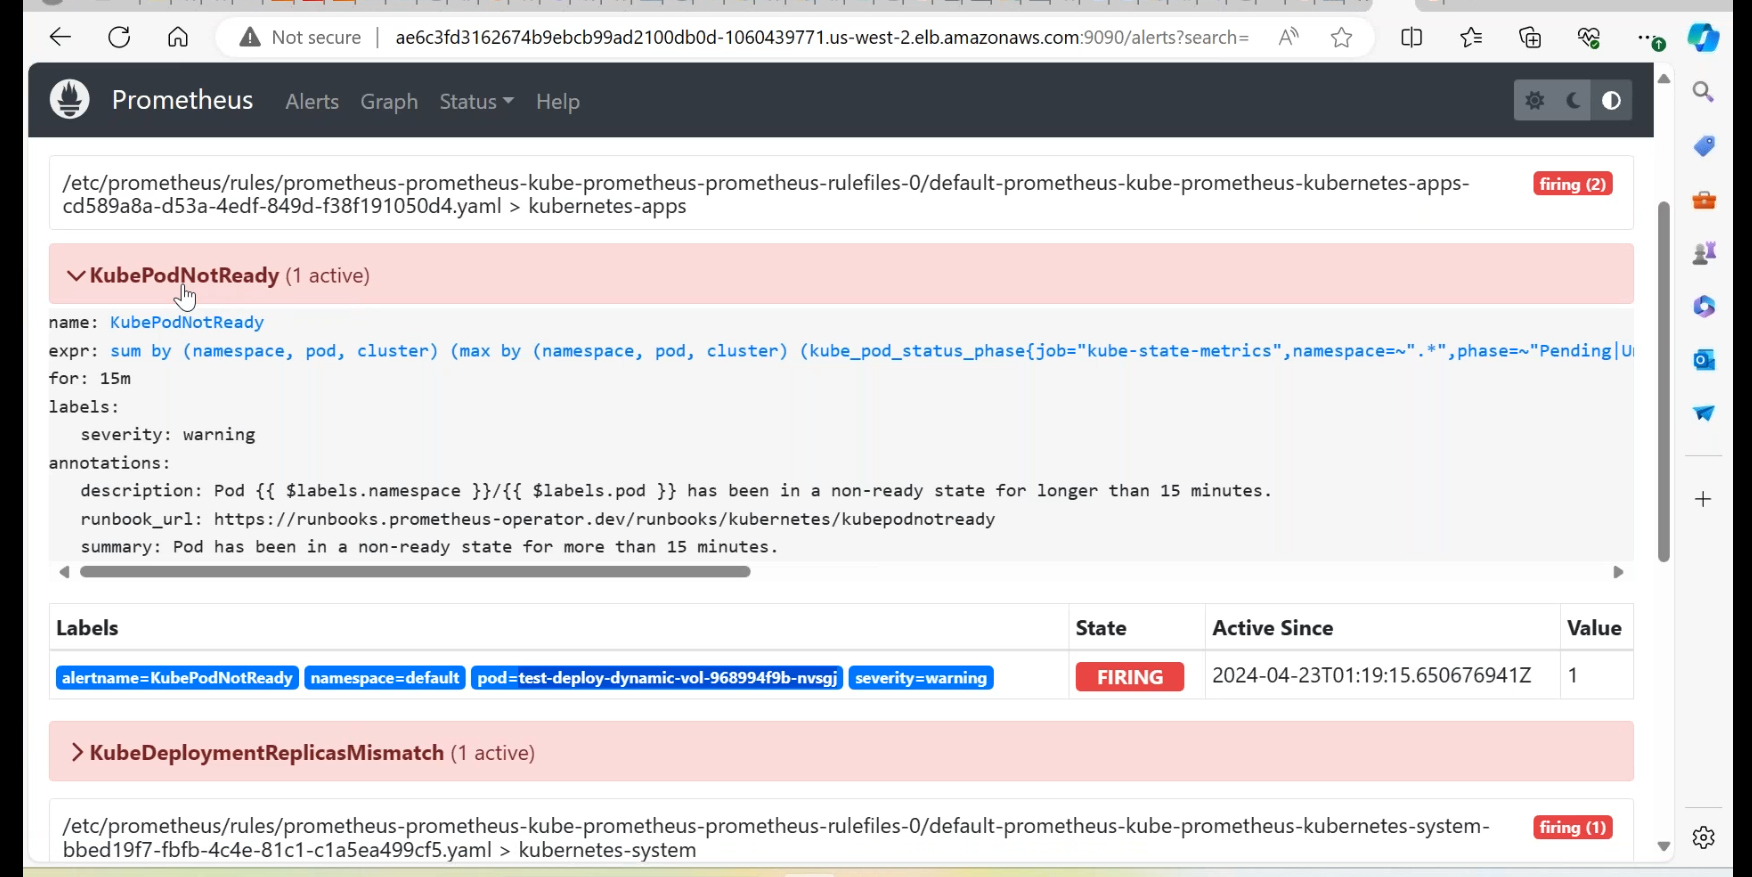 Not secure | ae6c3fd3162674b9ebcb99ad2100db0d-1060439771.us-west-2.elb.amazonaws.com:9090/alerts?search=
Prometheus Alerts Graph Status Help
/etc/prometheus/rules/prometheus-prometheus-kube-prometheus-prometheus-rulefiles-0/default-prometheus-kube-prometheus-kubernetes-apps-
cd589a8a-d53a-4edf-849d-f38f191050d4.yaml > kubernetes-apps
firing (2)
KubePodNotReady (1 active)
name: KubePodNotReady
expr: sum by (namespace, pod, cluster) (max by (namespace, pod, cluster) (kube_pod_status_phase{job="kube-state-metrics",namespace=~".*",phase=~"Pending|
for: 15m
labels:
severity: warning
annotations:
description: Pod {{ $labels.namespace }}/{{ $labels.pod }} has been in a non-ready state for longer than 15 minutes.
runbook_url: https://runbooks.prometheus-operator.dev/runbooks/kubernetes/kubepodnotready
summary: Pod has been in a non-ready state for more than 15 minutes.
Labels State Active Since Value
alertname=KubePodNotReady namespace=default pod=test-deploy-dynamic-vol-968994f9b-nvsgj severity=warning FIRING 2024-04-23T01:19:15.650676941Z 1
KubeDeploymentReplicasMismatch (1 active)
/etc/prometheus/rules/prometheus-prometheus-kube-prometheus-prometheus-rulefiles-0/default-prometheus-kube-prometheus-kubernetes-system-
bbed19f7-fbfb-4c4e-81c1-c1a5ea499cf5.yaml > kubernetes-system
firing (1)